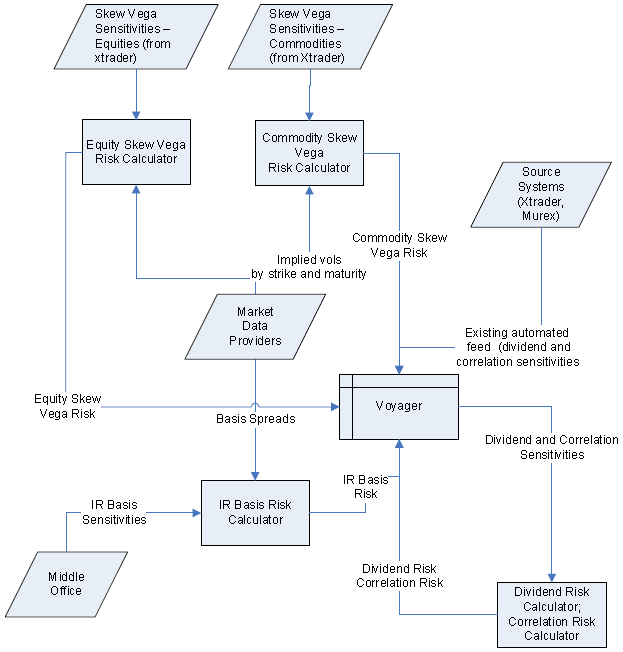 Skew Vega
Sensitivities –
Equities (from
xtrader)
Skew Vega
Sensitivities –
Commodities
(from Xtrader)
Equity Skew Vega
Risk Calculator
Commodity Skew
Vega
Risk Calculator
Source
Systems
(Xtrader,
Murex)
Commodity Skew
Vega Risk
Implied vols
by strike and maturity
Market
Data
Providers
Existing automated
feed  (dividend and
correlation sensitivities
Equity Skew
Vega Risk
Voyager
Basis Spreads
Dividend and Correlation
Sensitivities
IR Basis
Risk
IR Basis
Sensitivities
IR Basis Risk
Calculator
Dividend Risk
Correlation Risk
Middle
Office
Dividend Risk
Calculator;
Correlation Risk
Calculator